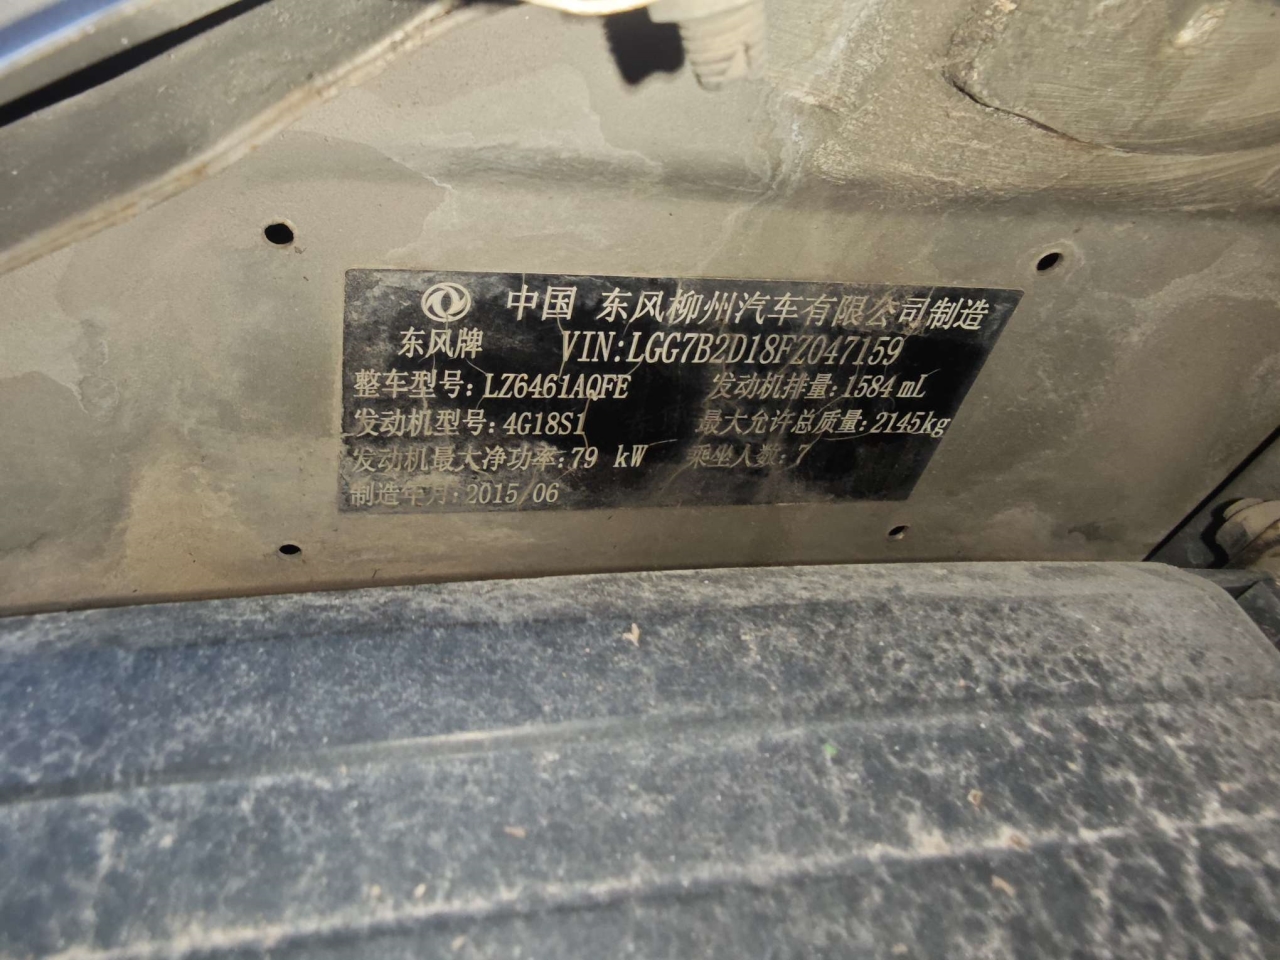 中国 东风柳州汽车有限公司制造
东风牌 VIN:LGG7B2D18FZ047159
整车型号:LZ6461AQFE 发动机排量:1584 mL
发动机型号:4G18S1 最大允许总质量:2145kg
发动机最大净功率:79 kW 乘坐人数:7
制造年月:2015/06